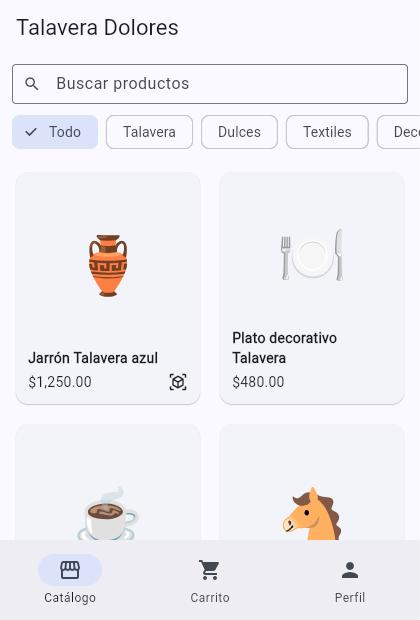 Talavera Dolores
Buscar productos
Todo
Talavera
Dulces
Textiles
Deco
Jarrón Talavera azul
$1,250.00
Plato decorativo
Talavera
$480.00
Catálogo
Carrito
Perfil